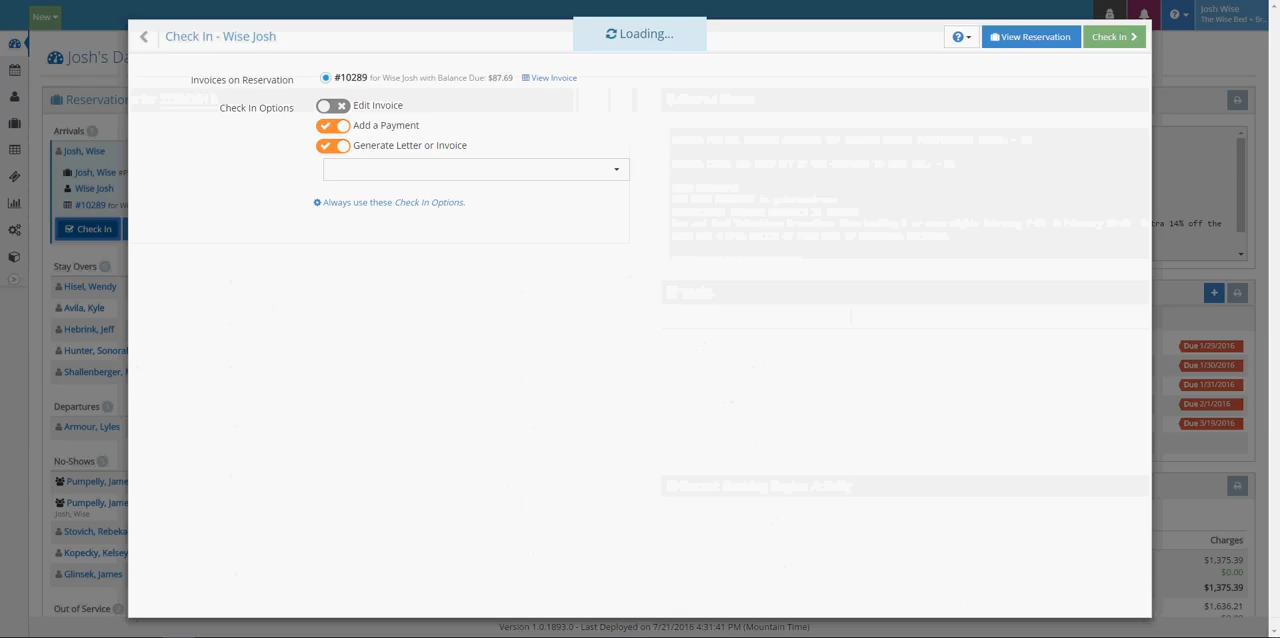 New
Josh Wise
The Wise Bed + Br...
Check In - Wise Josh
Loading...
View Reservation
Check In
Josh's Da
Invoices on Reservation
#10289 for Wise Josh with Balance Due: $87.69 View Invoice
Check In Options
Edit Invoice
Add a Payment
Generate Letter or Invoice
Always use these Check In Options.
Reservation
Arrivals 1
Josh, Wise
Josh, Wise #P
Wise Josh
#10289 for W
Check In
Stay Overs
Hisel, Wendy
Avila, Kyle
Hebrink, Jeff
Hunter, Sonoral
Shallenberger,
Departures
Armour, Lyles
No-Shows
Pumpelly, Jame
Pumpelly, Jame
Josh, Wise
Stovich, Rebeka
Kopecky, Kelsey
Glinsek, James
Out of Service
tra 14% off the
Due 1/29/2016
Due 1/30/2016
Due 1/31/2016
Due 2/1/2016
Due 3/19/2016
Charges
$1,375.39
$0.00
$1,375.39
$1,636.21
Version 1.0.1893.0 - Last Deployed on 7/21/2016 4:31:41 PM (Mountain Time)